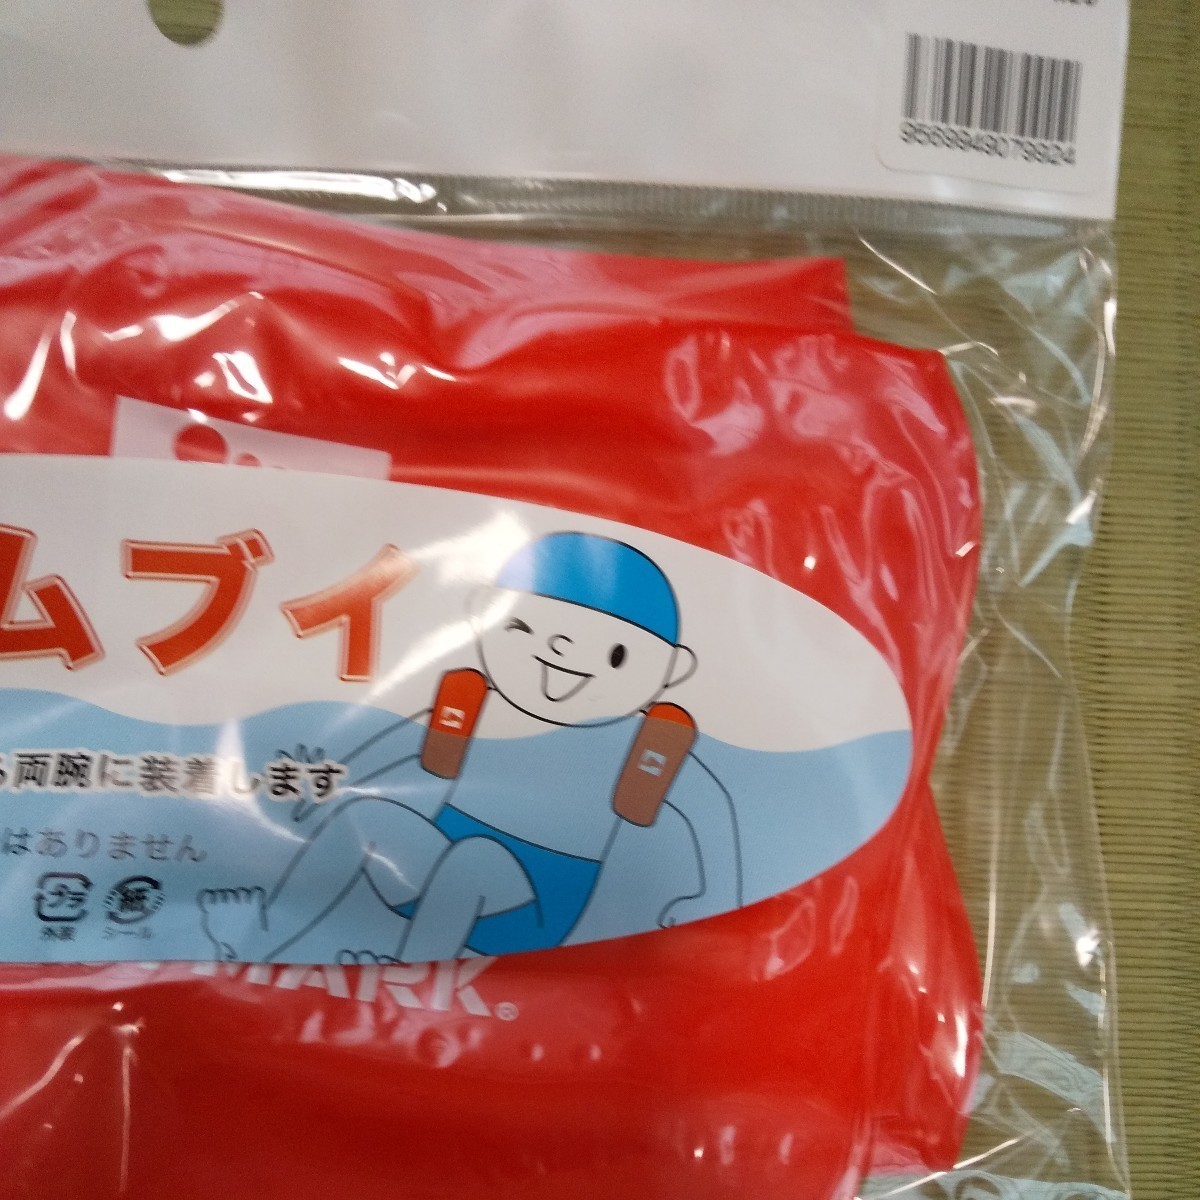 9569949079924
ムブイ
両腕に装着します
はありません
プラ 紙
外装 シール
MARK®